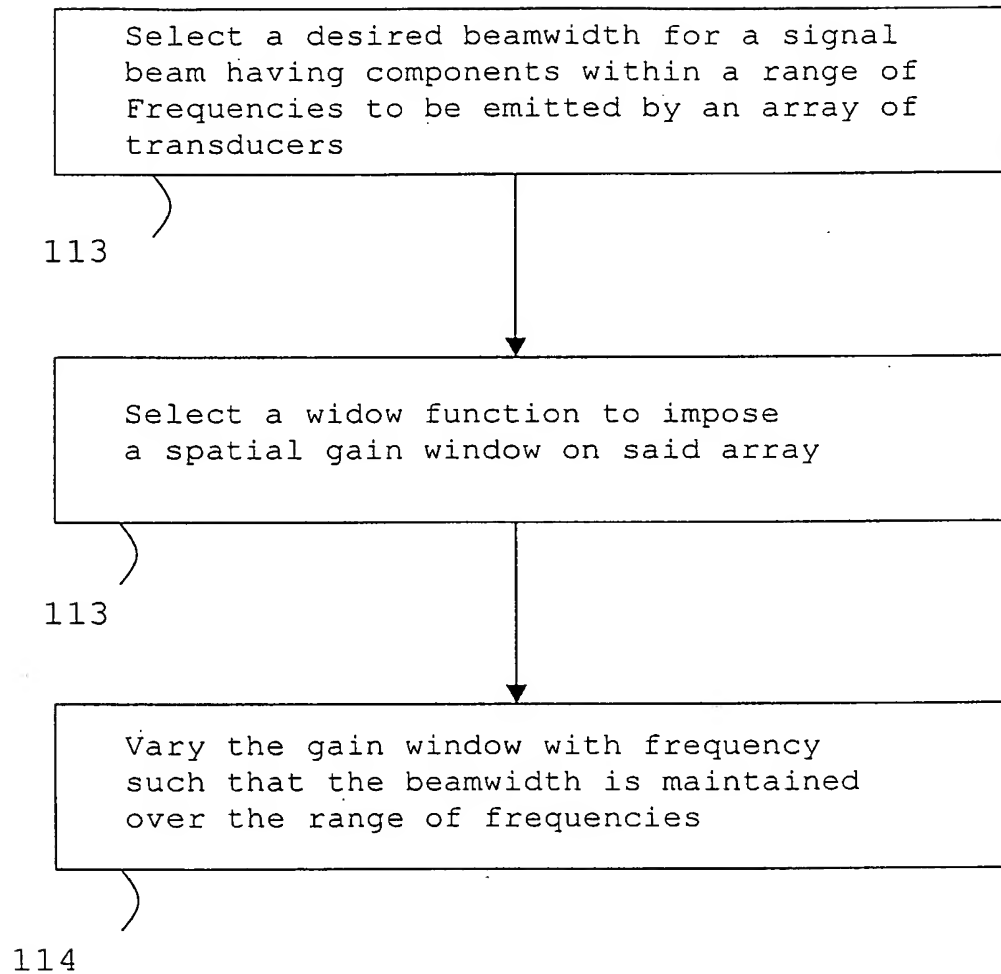 Select a desired beamwidth for a signal
beam having components within a range of
Frequencies to be emitted by an array of
transducers
113
Select a widow function to impose
a spatial gain window on said array
113
Vary the gain window with frequency
such that the beamwidth is maintained
over the range of frequencies
114